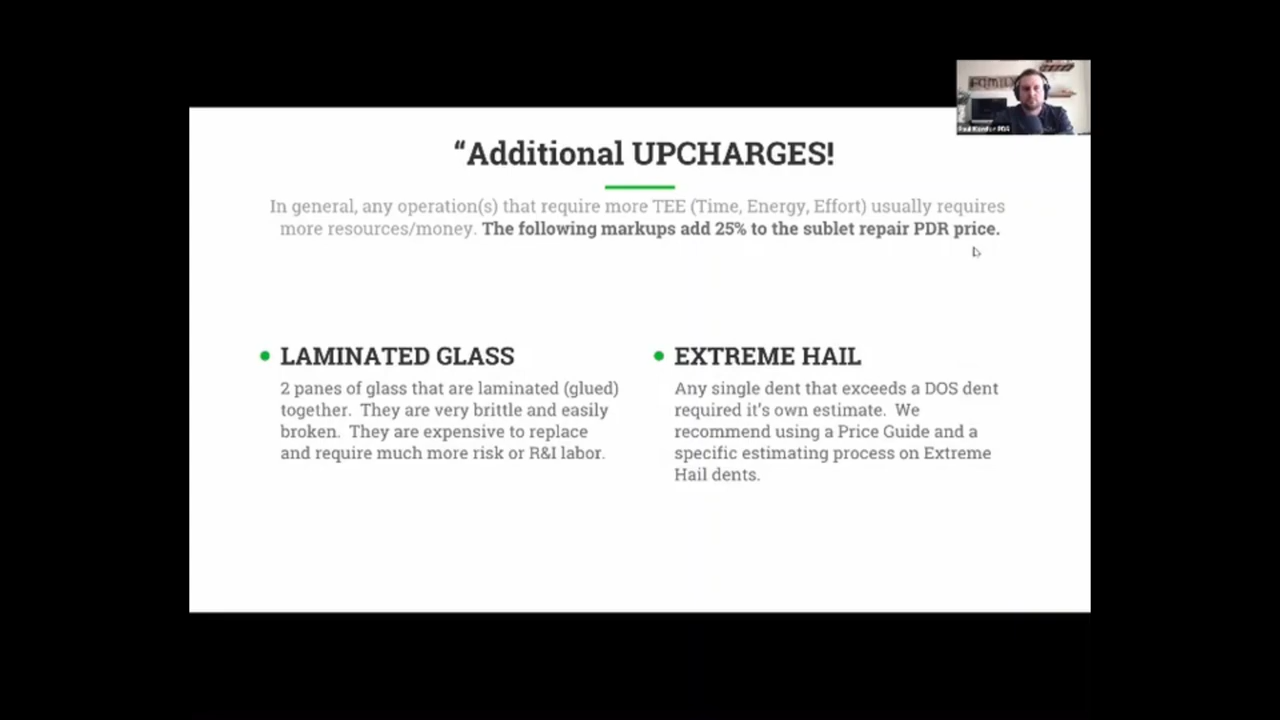 “Additional UPCHARGES!
In general, any operation(s) that require more TEE (Time, Energy, Effort) usually requires
more resources/money. The following markups add 25% to the sublet repair PDR price.
LAMINATED GLASS
2 panes of glass that are laminated (glued)
together. They are very brittle and easily
broken. They are expensive to replace
and require much more risk or R&I labor.
EXTREME HAIL
Any single dent that exceeds a DOS dent
required it’s own estimate. We
recommend using a Price Guide and a
specific estimating process on Extreme
Hail dents.
FAMILY
Paul